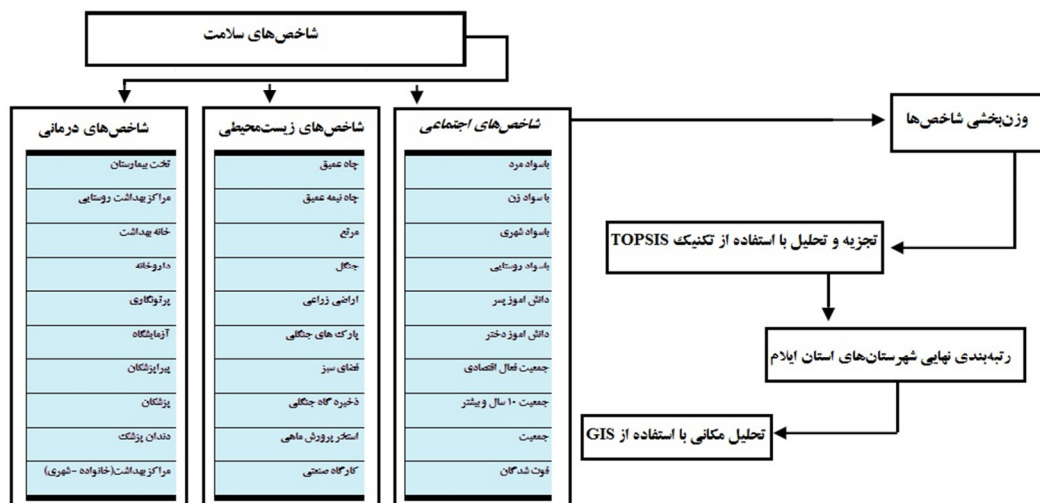 شاخص‌های سلامت
شاخص‌های اجتماعی
باسواد مرد
باسواد زن
باسواد شهری
باسواد روستایی
دانش اموز پسر
دانش اموز دختر
جمعیت فعال اقتصادی
جمعیت ۱۰ سال و بیشتر
جمعیت
فوت شدگان
شاخص‌های زیست‌محیطی
چاه عمیق
چاه نیمه عمیق
مرتع
جنگل
اراضی زراعی
پارک های جنگلی
فضای سبز
ذخیره گاه جنگلی
استخر پرورش ماهی
کارگاه صنعتی
شاخص‌های درمانی
تخت بیمارستان
مراکز بهداشت روستایی
خانه بهداشت
داروخانه
پرتونگاری
آزمایشگاه
پیراپزشکان
پزشکان
دندان پزشک
مراکز بهداشت(خانواده -شهری)
وزن‌بخشی شاخص‌ها
تجزیه و تحلیل با استفاده از تکنیک TOPSIS
رتبه‌بندی نهایی شهرستان‌های استان ایلام
تحلیل مکانی با استفاده از GIS